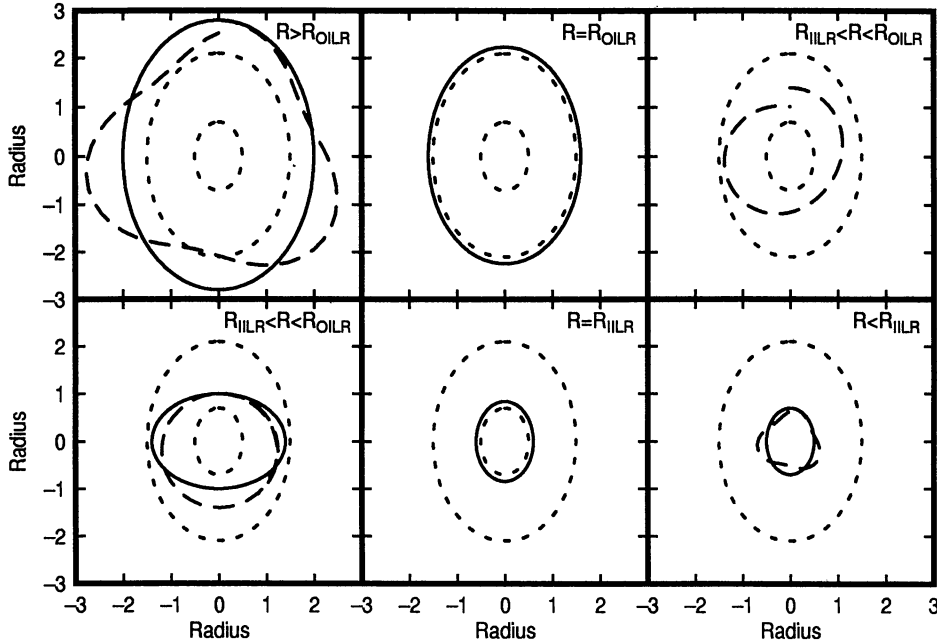 R>R_OILR
R=R_OILR
R_IILR<R<R_OILR
3
2
1
0
−1
−2
−3
Radius
R_IILR<R<R_OILR
R=R_IILR
R<R_IILR
2
1
0
−1
−2
−3
Radius
−3 −2 −1 0 1 2 −3 −2 −1 0 1 2 −3 −2 −1 0 1 2 3
Radius Radius Radius